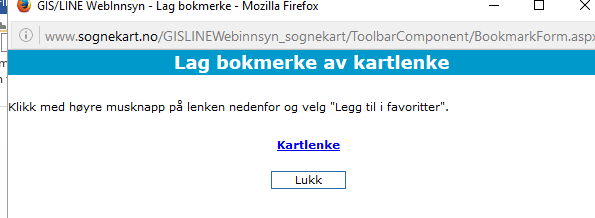 GIS/LINE WebInnsyn - Lag bokmerke - Mozilla Firefox
www.sognekart.no/GISLINEWebinnsyn_sognekart/ToolbarComponent/BookmarkForm.aspx
Lag bokmerke av kartlenke
Klikk med høyre musknapp på lenken nedenfor og velg "Legg til i favoritter".
Kartlenke
Lukk